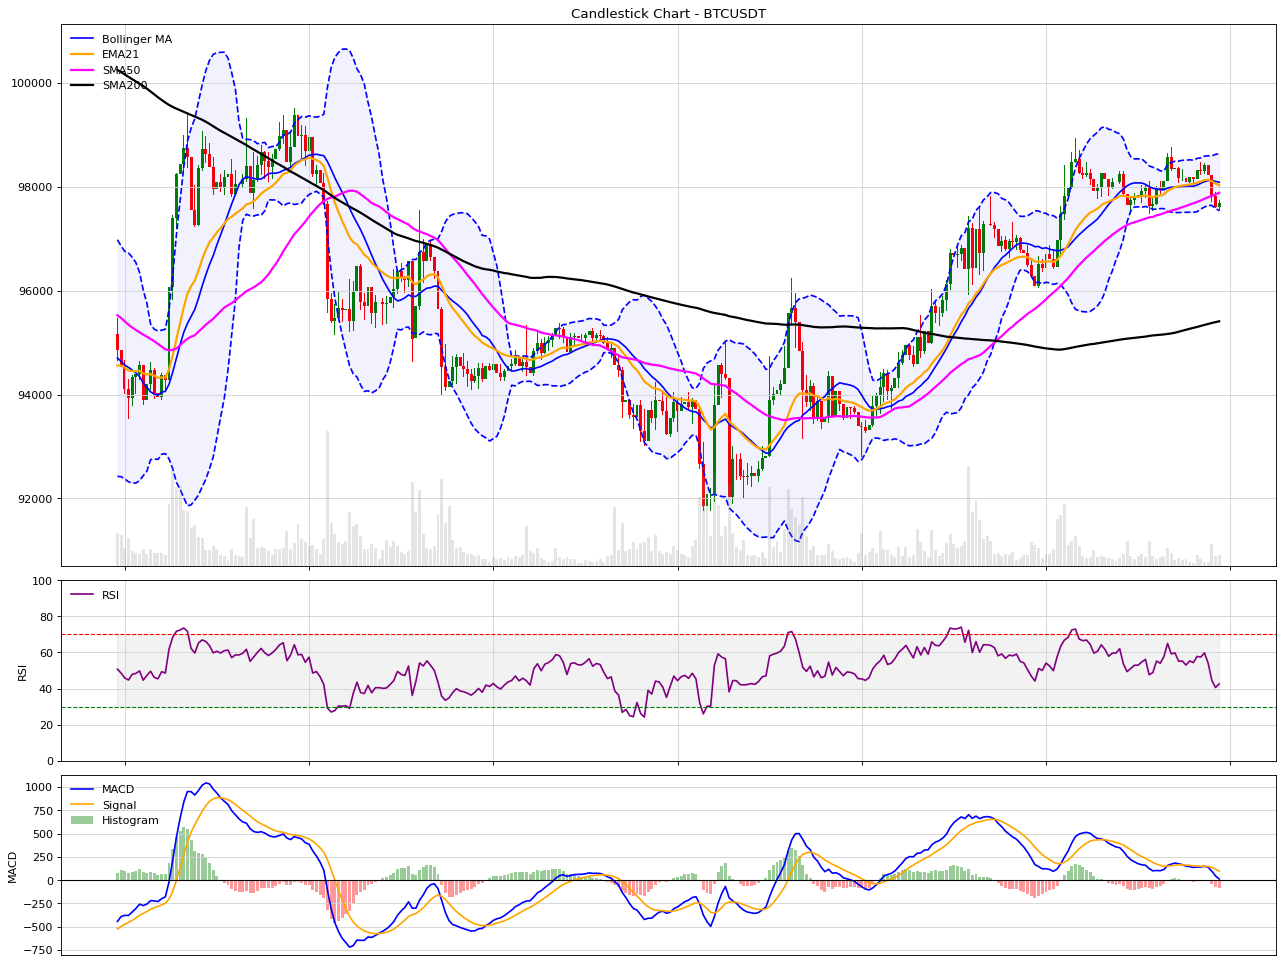 Candlestick Chart - BTCUSDT
Bollinger MA
EMA21
SMA50
SMA200
100000
98000
96000
94000
92000
RSI
100
80
60
40
20
0
RSI
MACD
Signal
Histogram
1000
750
500
250
0
−250
−500
−750
MACD